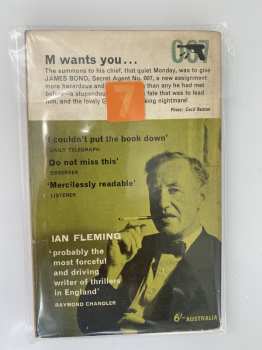 M wants you...
007
The summons to his chief, that quiet Monday, was to give
JAMES BOND, Secret Agent No. 007, a new assignment
more hazardous and than any he had met
before—a stupendous fate that was to lead
him, and the lovely king nightmare!
Photo: Cecil Beaton
7
'I couldn't put the book down'
DAILY TELEGRAPH
'Do not miss this'
OBSERVER
'Mercilessly readable'
LISTENER
IAN FLEMING
'probably the
most forceful
and driving
writer of thrillers
in England'
RAYMOND CHANDLER
6/- AUSTRALIA